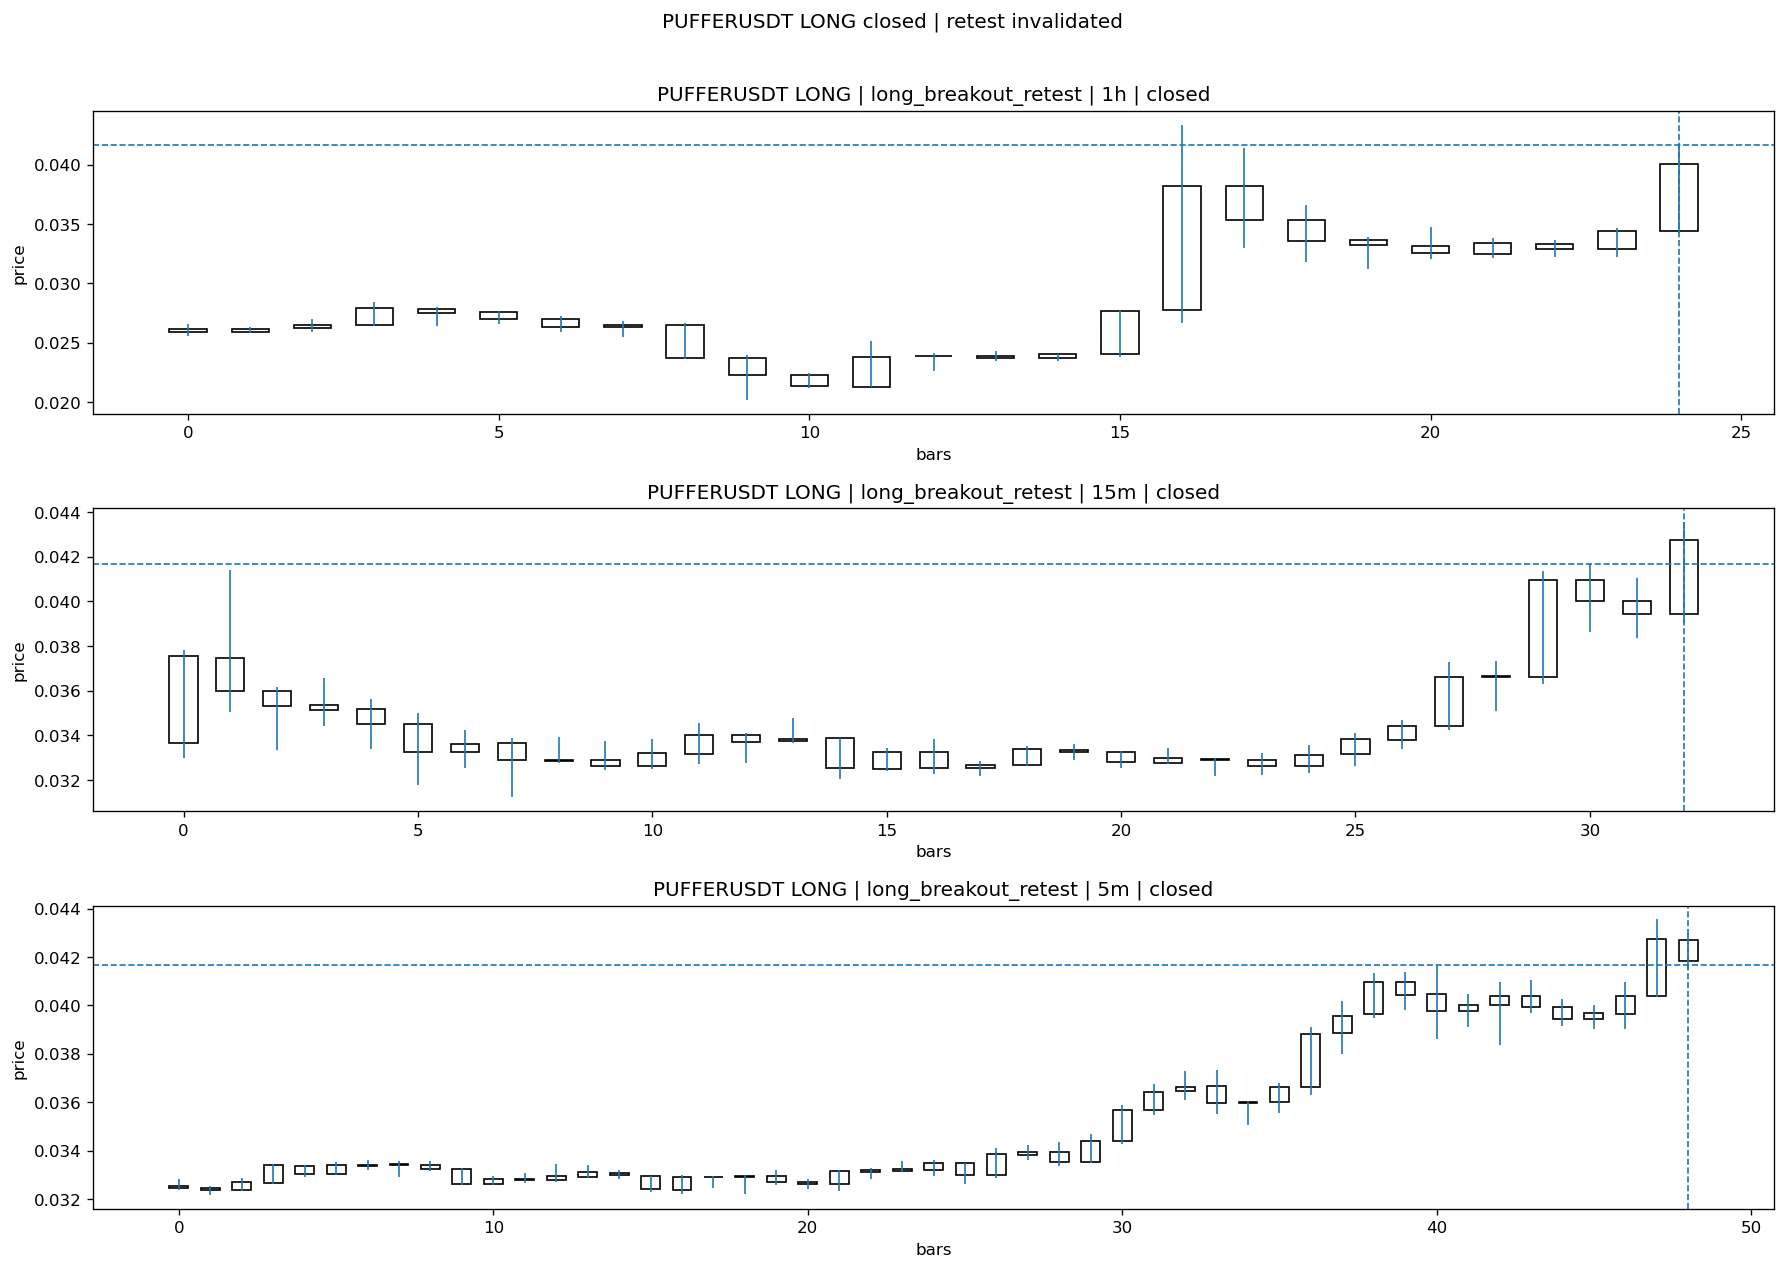 PUFFERUSDT LONG closed | retest invalidated
PUFFERUSDT LONG | long_breakout_retest | 1h | closed
price
0.040
0.035
0.030
0.025
0.020
0 5 10 15 20 25
bars
PUFFERUSDT LONG | long_breakout_retest | 15m | closed
price
0.044
0.042
0.040
0.038
0.036
0.034
0.032
0 5 10 15 20 25 30
bars
PUFFERUSDT LONG | long_breakout_retest | 5m | closed
price
0.044
0.042
0.040
0.038
0.036
0.034
0.032
0 10 20 30 40 50
bars